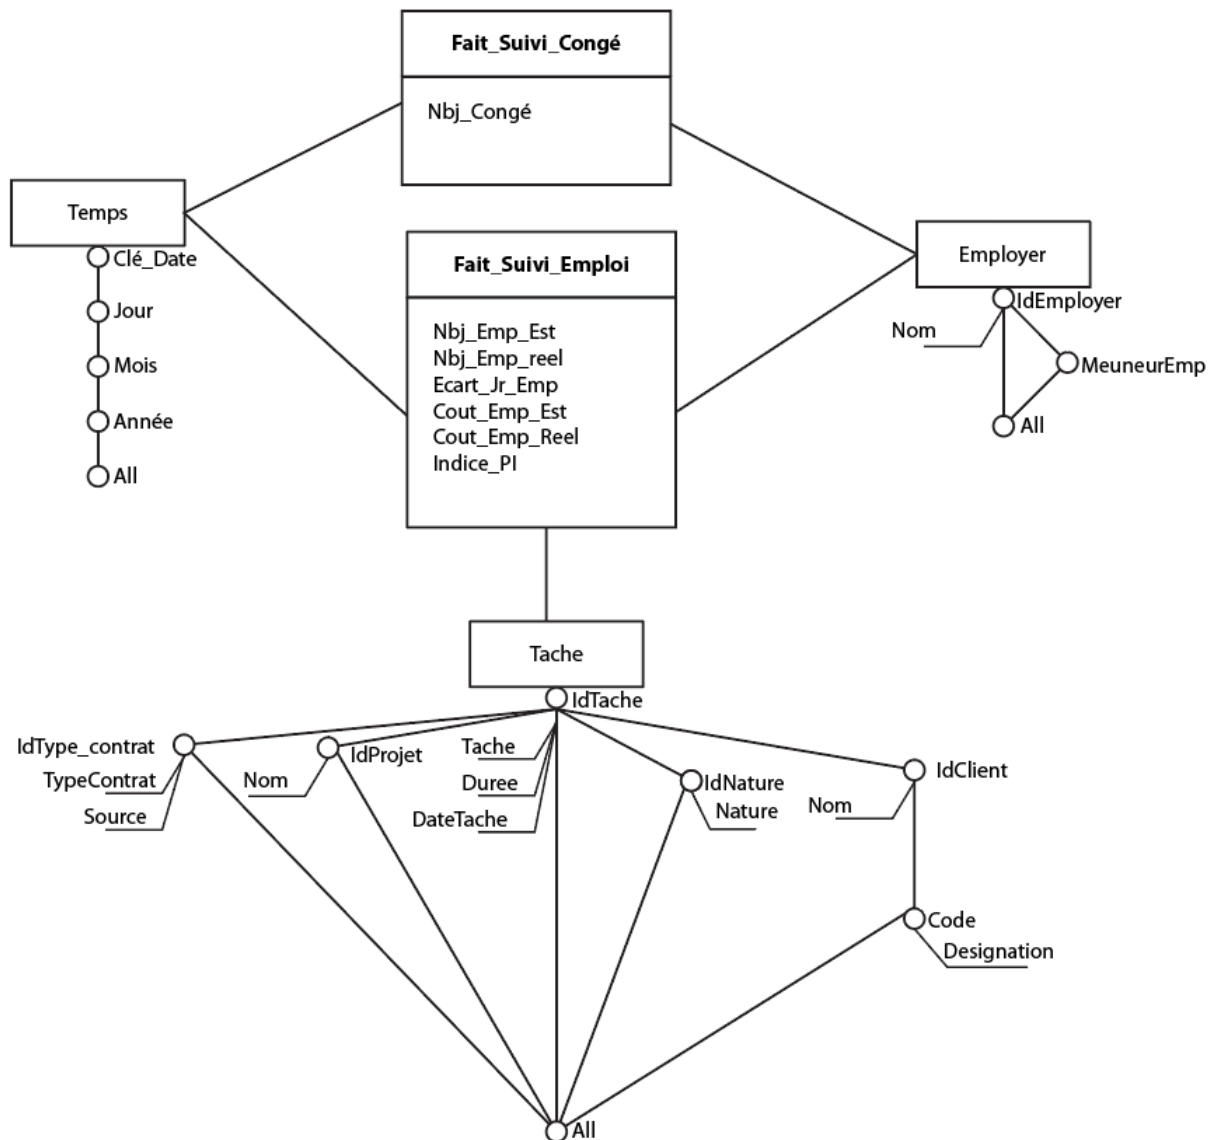 Fait_Suivi_Congé
Nbj_Congé
Temps
Clé_Date
Jour
Mois
Année
All
Fait_Suivi_Emploi
Nbj_Emp_Est
Nbj_Emp_reel
Ecart_Jr_Emp
Cout_Emp_Est
Cout_Emp_Reel
Indice_PI
Employer
IdEmployer
Nom
MeuneurEmp
All
Tache
IdTache
IdType_contrat
TypeContrat
Source
IdProjet
Nom
Tache
Duree
DateTache
IdNature
Nature
IdClient
Nom
Code
Designation
All